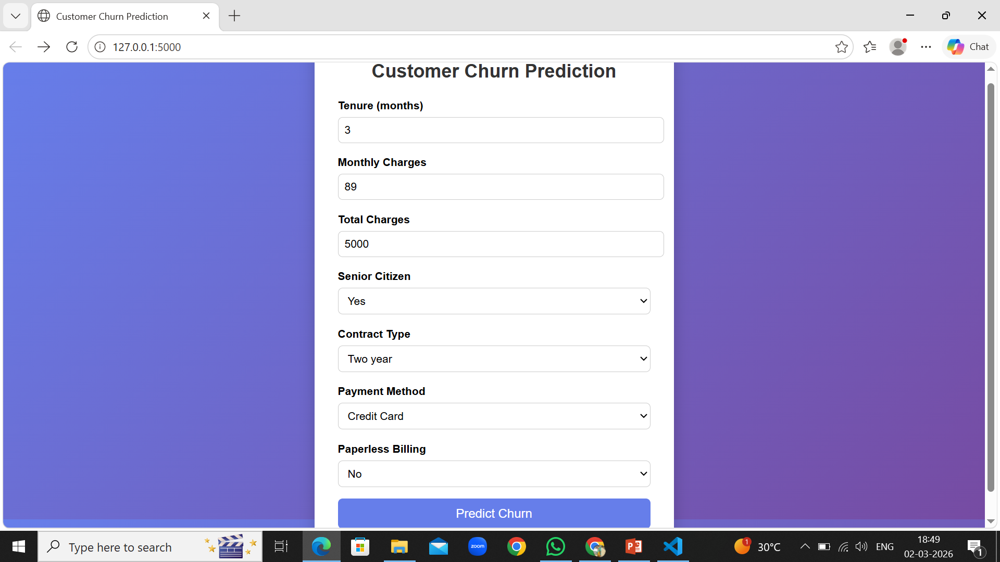 Customer Churn Prediction
127.0.0.1:5000
Chat
Customer Churn Prediction
Tenure (months)
3
Monthly Charges
89
Total Charges
5000
Senior Citizen
Yes
Contract Type
Two year
Payment Method
Credit Card
Paperless Billing
No
Predict Churn
Type here to search
zoom
1
30°C
ENG
18:49
02-03-2026
1